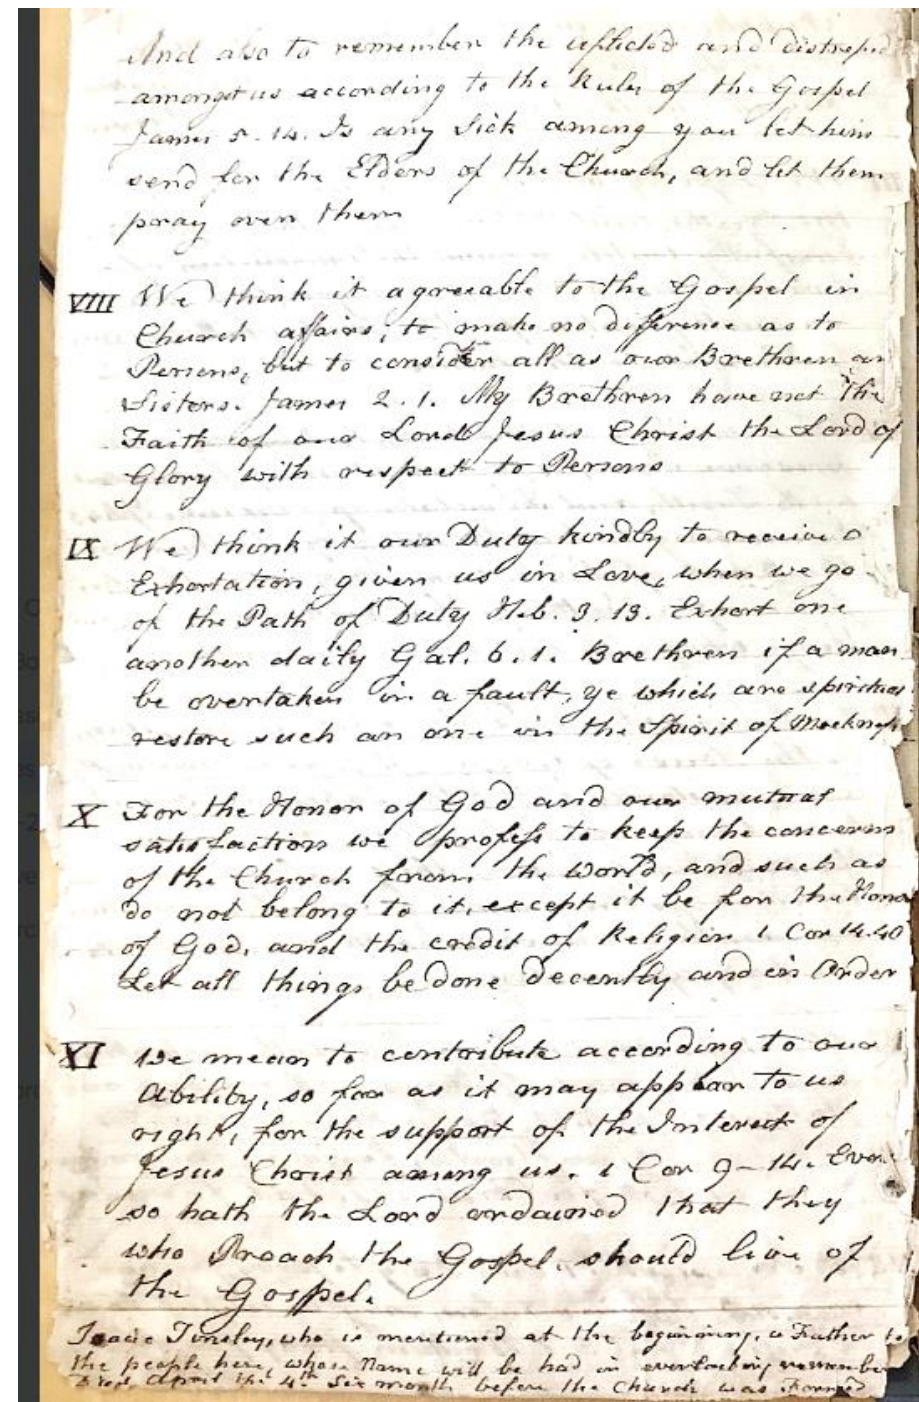 And also to remember the afflicted and distressed
amongst us according to the Rules of the Gospel
James 5. 14. Is any Sick among you let him
send for the Elders of the Church, and let them
pray over them
VIII We think it agreeable to the Gospel in
Church affairs, to make no difference as to
Persons, but to consider all as our Brethren an
Sisters. James 2. 1. My Brethren have not the
Faith of our Lord Jesus Christ the Lord of
Glory with respect to Persons
IX We think it our Duty kindly to receive a
Exhortation, given us in Love, when we go
of the Path of Duty Heb. 3. 13. Exhort one
another daily Gal. 6. 1. Brethren if a man
be overtaken in a fault, ye which are spiritual
restore such an one in the Spirit of Meekness
X For the Honor of God and our mutual
satisfaction we profess to keep the concerns
of the Church from the World, and such as
do not belong to it, except it be for the Honor
of God, and the credit of Religion 1 Cor 14.40
Let all things be done decently and in Order
XI We mean to contribute according to our
Ability, so far as it may appear to us
right, for the support of the Interest of
Jesus Christ among us. 1 Cor 9-14. Even
so hath the Lord ordained that they
who Preach the Gospel, should live of
the Gospel.
Isaac Tinsley, who is mentioned at the beginning, a Father to
the people here, whose Name will be had in everlasting remember
Died, April the 4th Six month before the Church was Formed